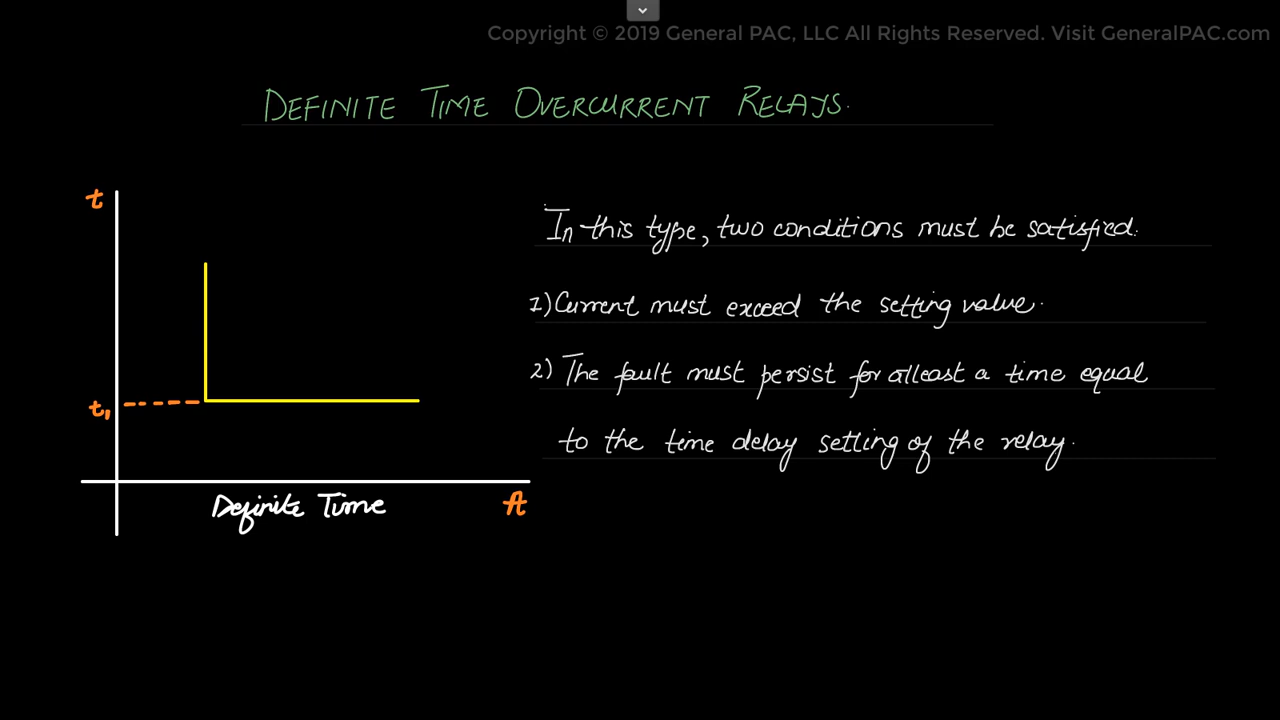 Copyright © 2019 General PAC, LLC All Rights Reserved. Visit GeneralPAC.com
DEFINITE TIME OVERCURRENT RELAYS.
t
In this type, two conditions must be satisfied.
1) Current must exceed the setting value.
2) The fault must persist for atleast a time equal
t1
to the time delay setting of the relay.
Definite Time
A